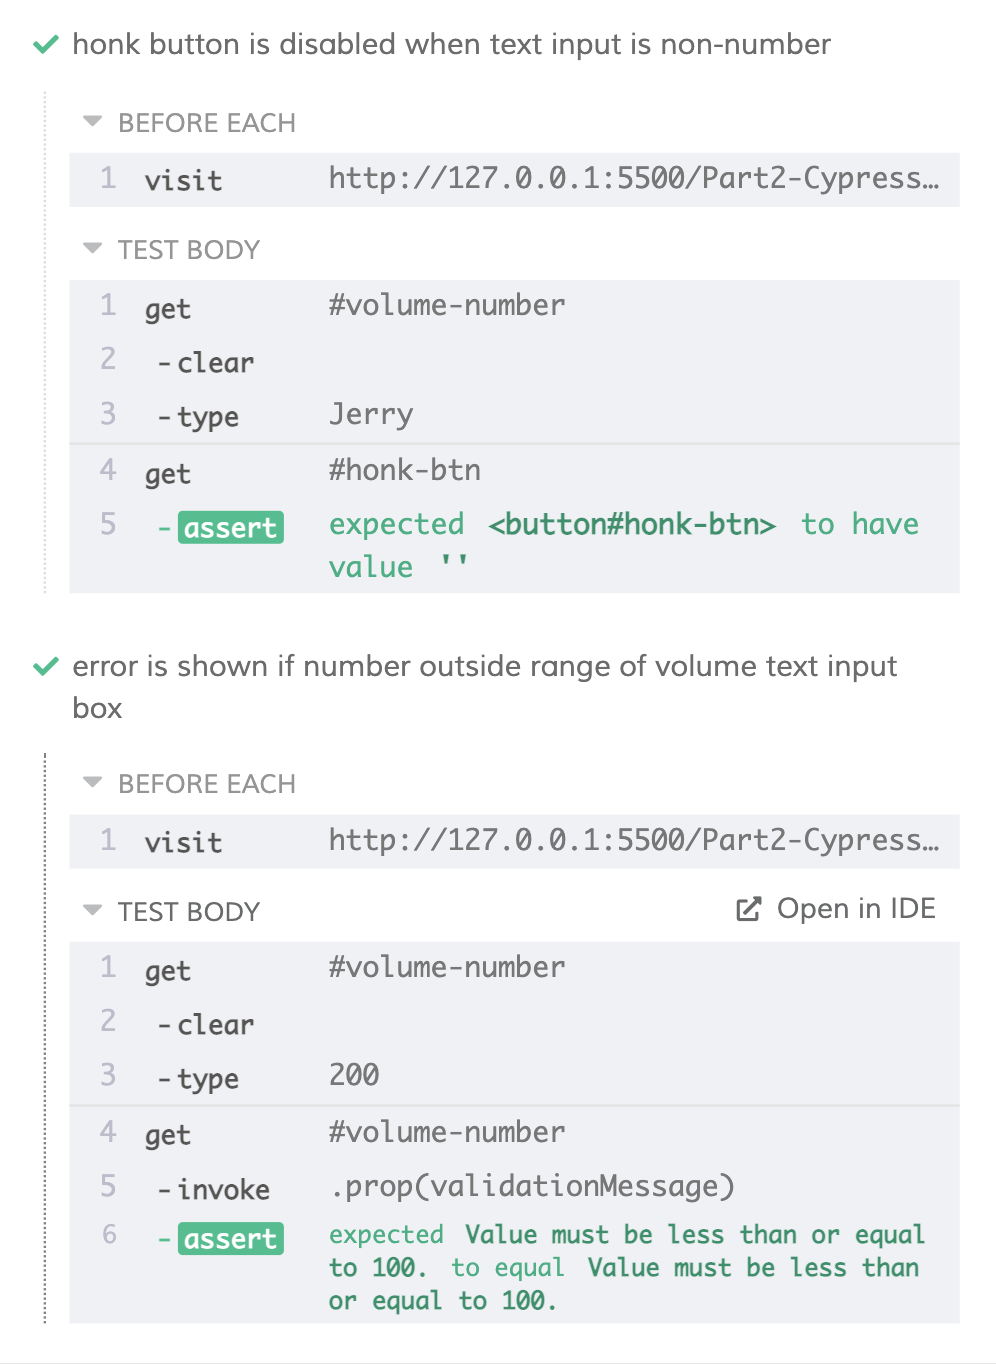 honk button is disabled when text input is non-number
BEFORE EACH
1 visit http://127.0.0.1:5500/Part2-Cypress…
TEST BODY
1 get #volume-number
2 -clear
3 -type Jerry
4 get #honk-btn
5 -assert expected <button#honk-btn> to have
value ''
error is shown if number outside range of volume text input
box
BEFORE EACH
1 visit http://127.0.0.1:5500/Part2-Cypress…
TEST BODY Open in IDE
1 get #volume-number
2 -clear
3 -type 200
4 get #volume-number
5 -invoke .prop(validationMessage)
6 -assert expected Value must be less than or equal
to 100. to equal Value must be less than
or equal to 100.